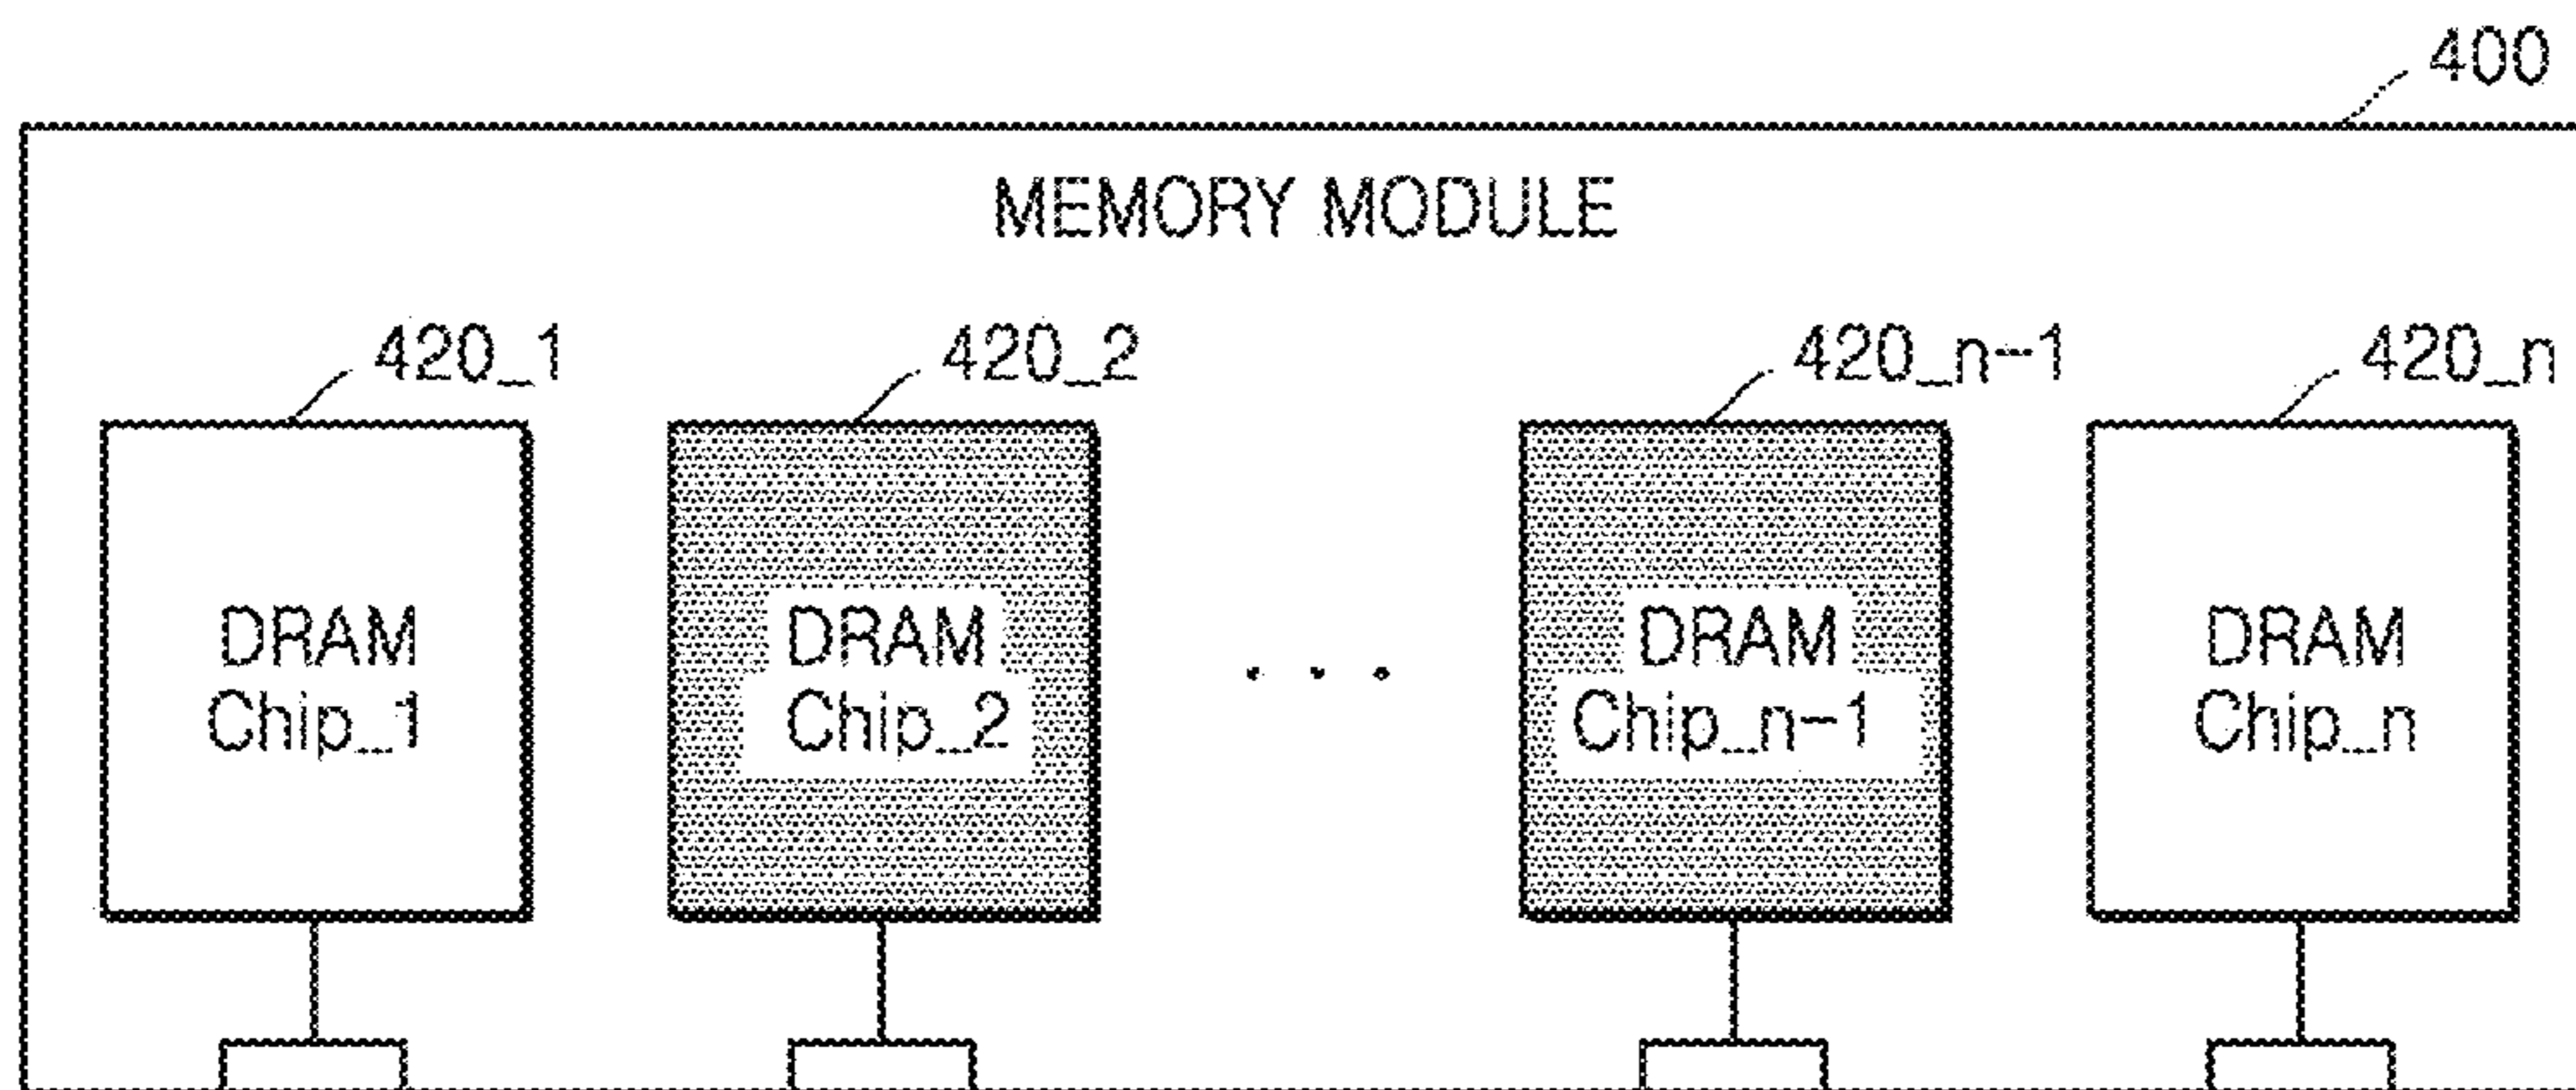 400
MEMORY MODULE
420_1
420_2
420_n-1
420_n
DRAM
Chip_1
DRAM
Chip_2
. . .
DRAM
Chip_n-1
DRAM
Chip_n